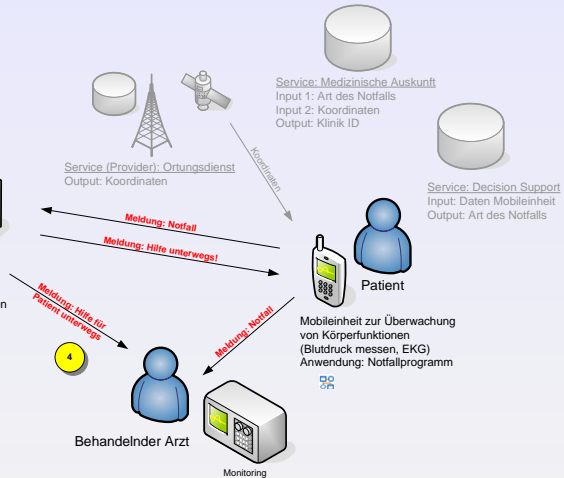 Service: Medizinische Auskunft
Input 1: Art des Notfalls
Input 2: Koordinaten
Output: Klinik ID
Service (Provider): Ortungsdienst
Output: Koordinaten
Koordinaten
Service: Decision Support
Input: Daten Mobileinheit
Output: Art des Notfalls
Meldung: Notfall
Meldung: Hilfe unterwegs!
Patient
Meldung: Hilfe für
Patient unterwegs
Meldung: Notfall
Mobileinheit zur Überwachung
von Körperfunktionen
(Blutdruck messen, EKG)
Anwendung: Notfallprogramm
4
Behandelnder Arzt
Monitoring